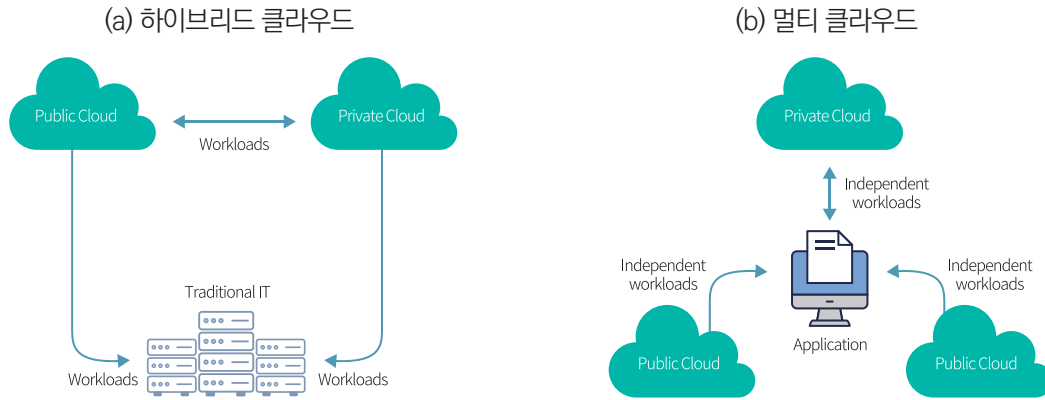 (a) 하이브리드 클라우드
Public Cloud
Private Cloud
Workloads
Traditional IT
Workloads
Workloads
(b) 멀티 클라우드
Private Cloud
Independent
workloads
Independent
workloads
Independent
workloads
Application
Public Cloud
Public Cloud